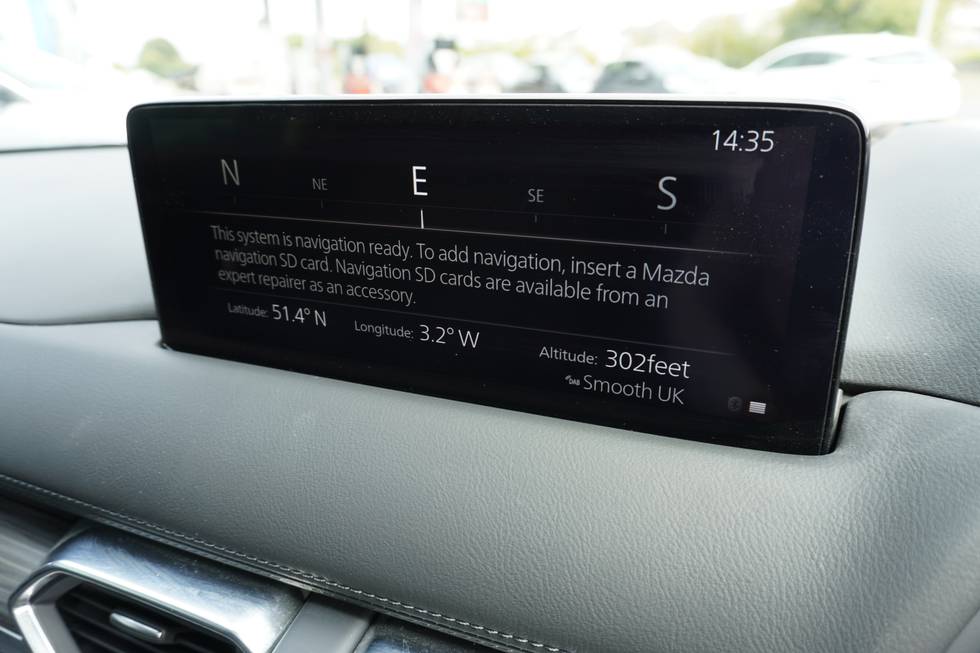 14:35
N NE E SE S
This system is navigation ready. To add navigation, insert a Mazda
navigation SD card. Navigation SD cards are available from an
expert repairer as an accessory.
Latitude: 51.4° N Longitude: 3.2° W Altitude: 302feet
DAB Smooth UK